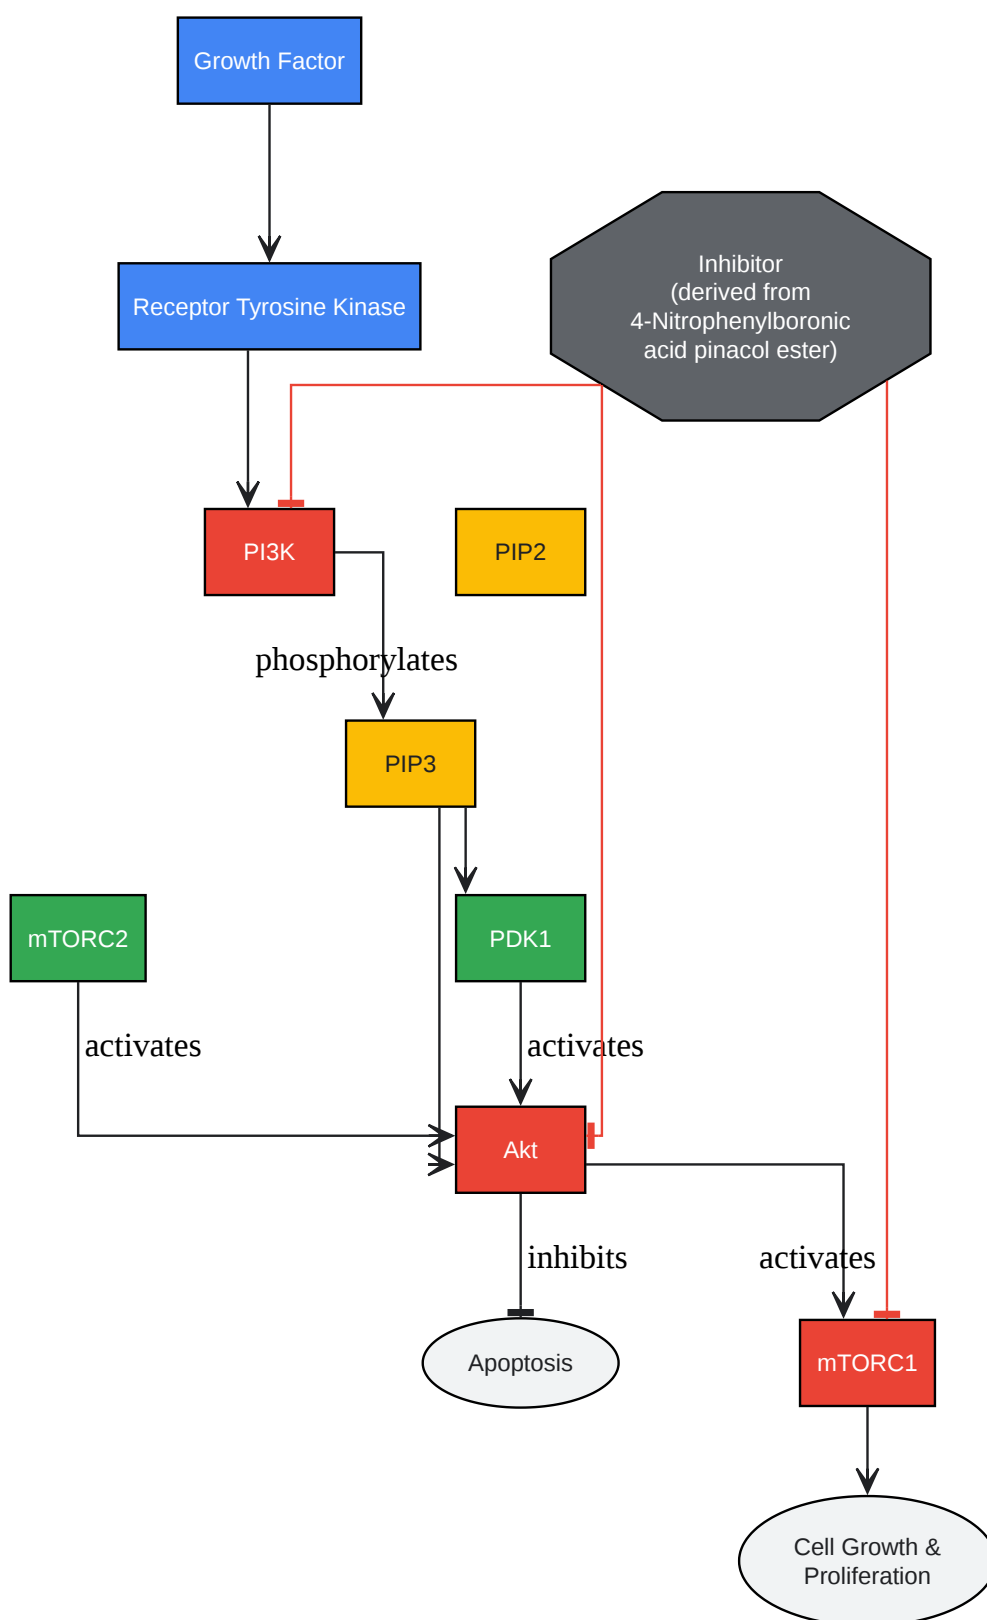 Growth Factor
Inhibitor
(derived from
4-Nitrophenylboronic
acid pinacol ester)
Receptor Tyrosine Kinase
PI3K
PIP2
phosphorylates
PIP3
mTORC2
PDK1
activates
activates
Akt
inhibits
activates
Apoptosis
mTORC1
Cell Growth &
Proliferation